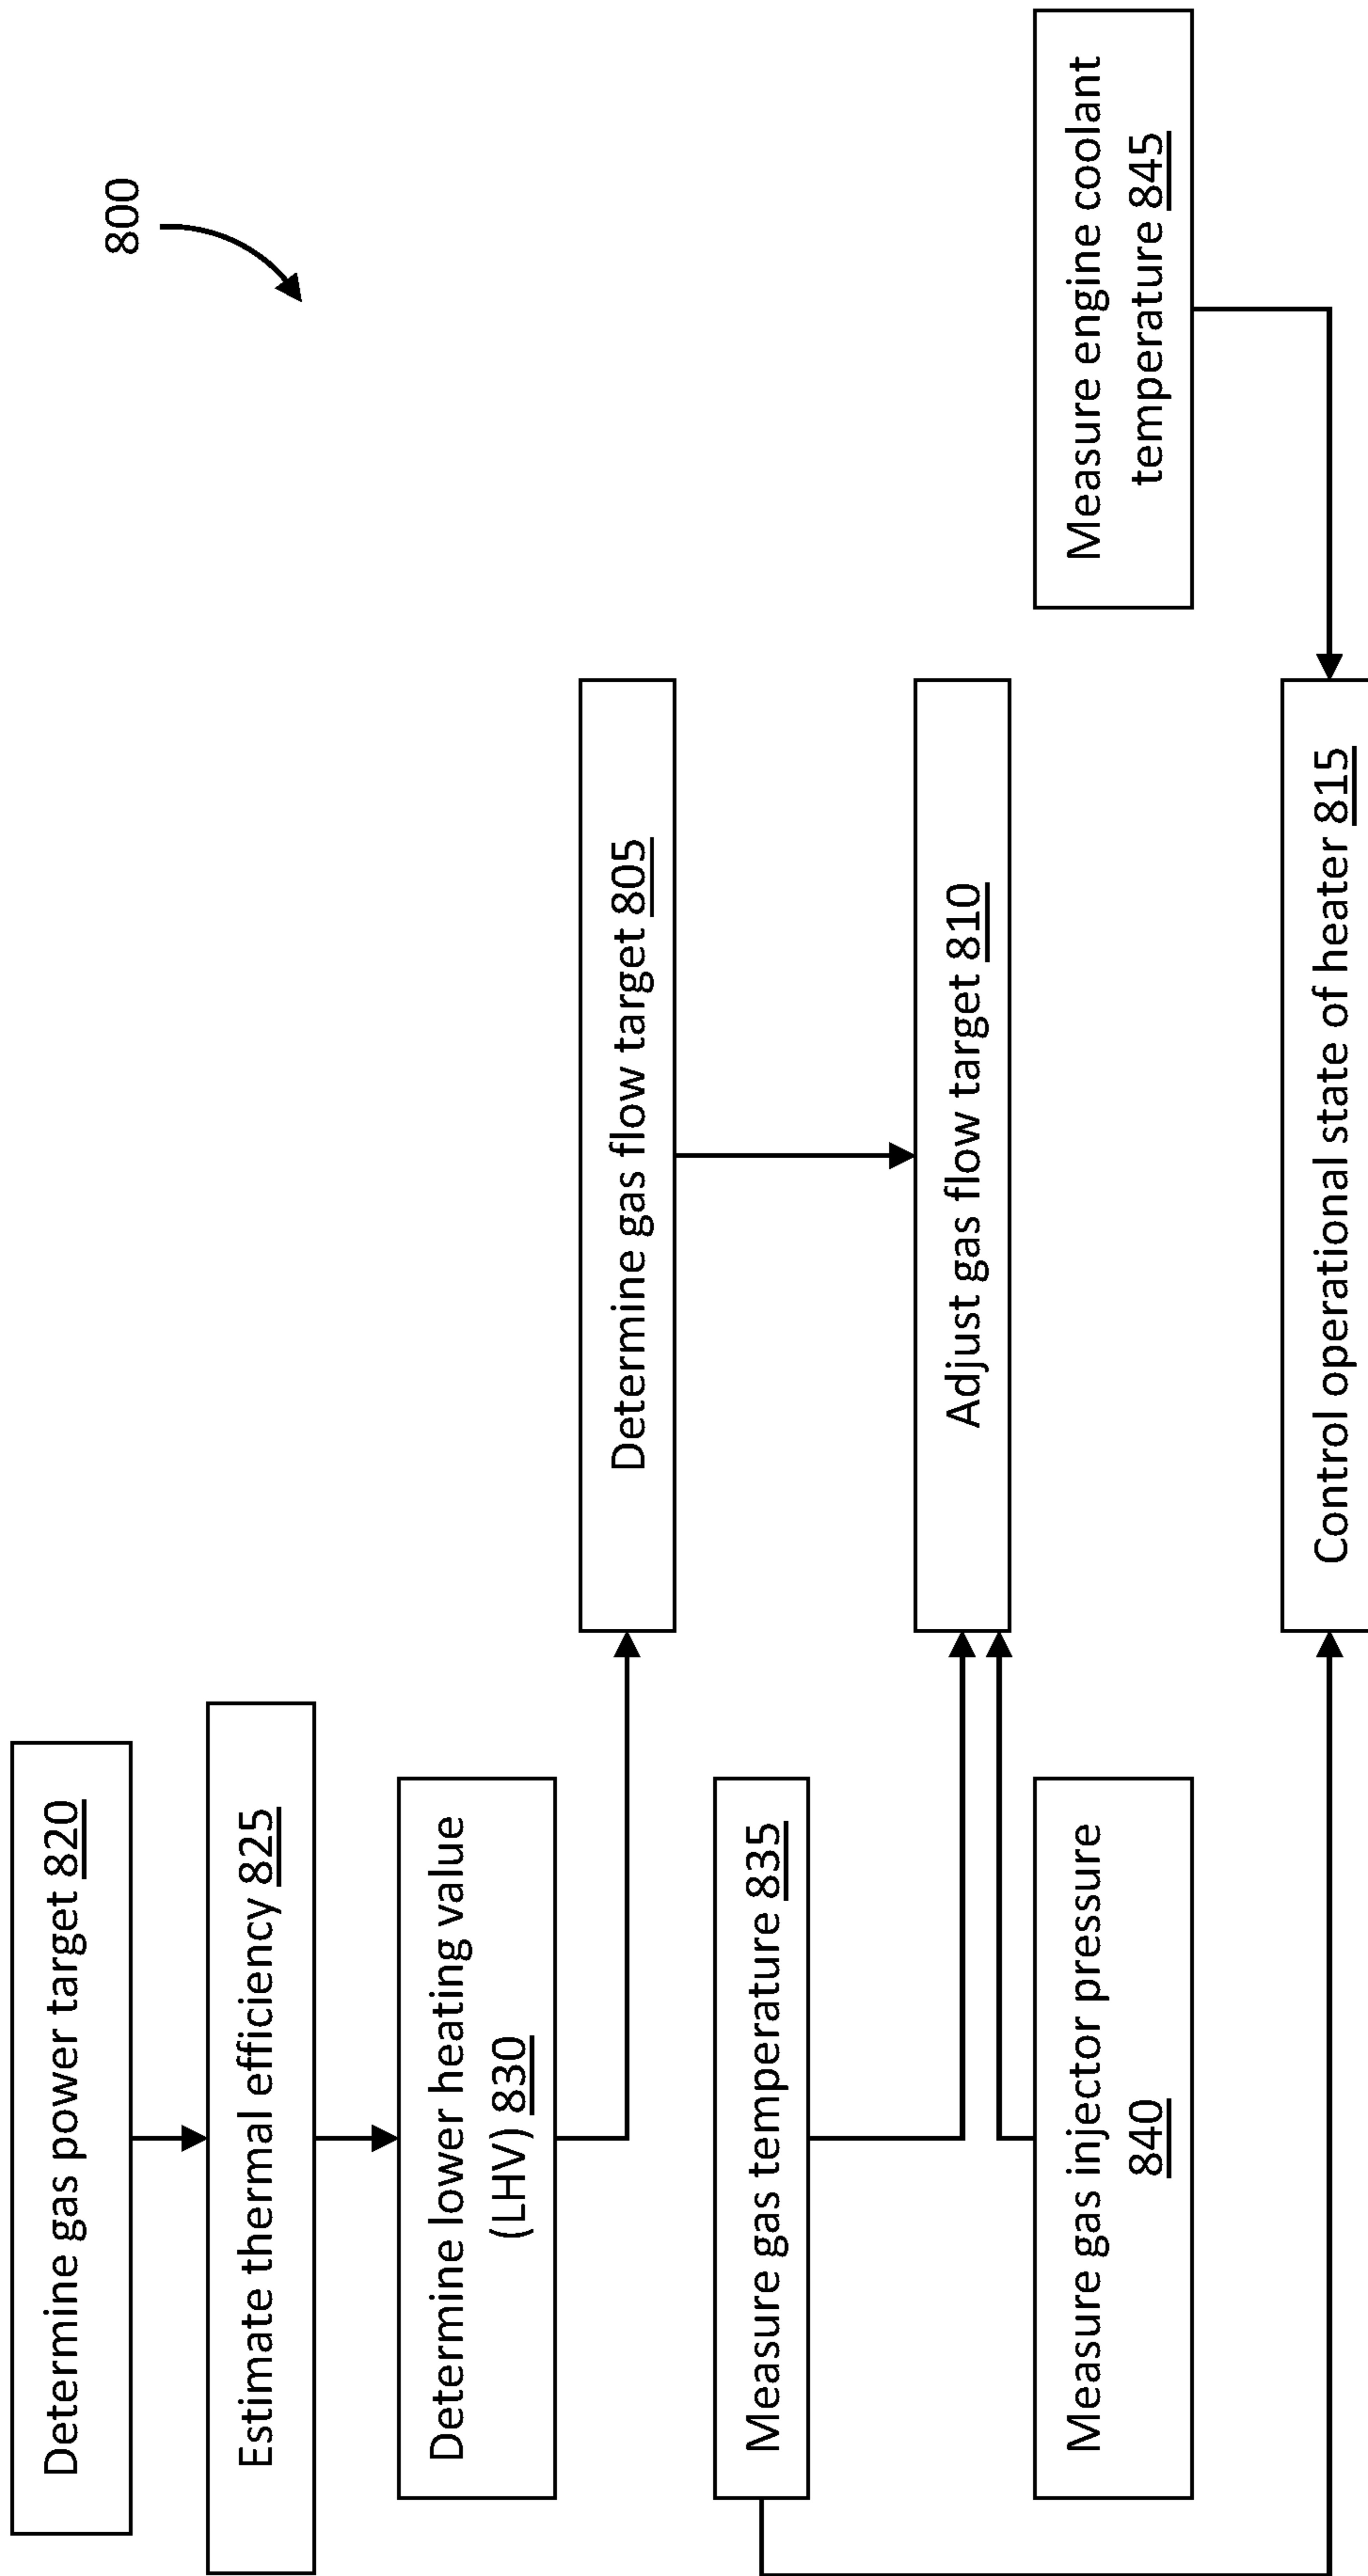 800
Determine gas power target 820
Estimate thermal efficiency 825
Determine lower heating value
(LHV) 830
Determine gas flow target 805
Measure gas temperature 835
Adjust gas flow target 810
Measure gas injector pressure
840
Measure engine coolant
temperature 845
Control operational state of heater 815